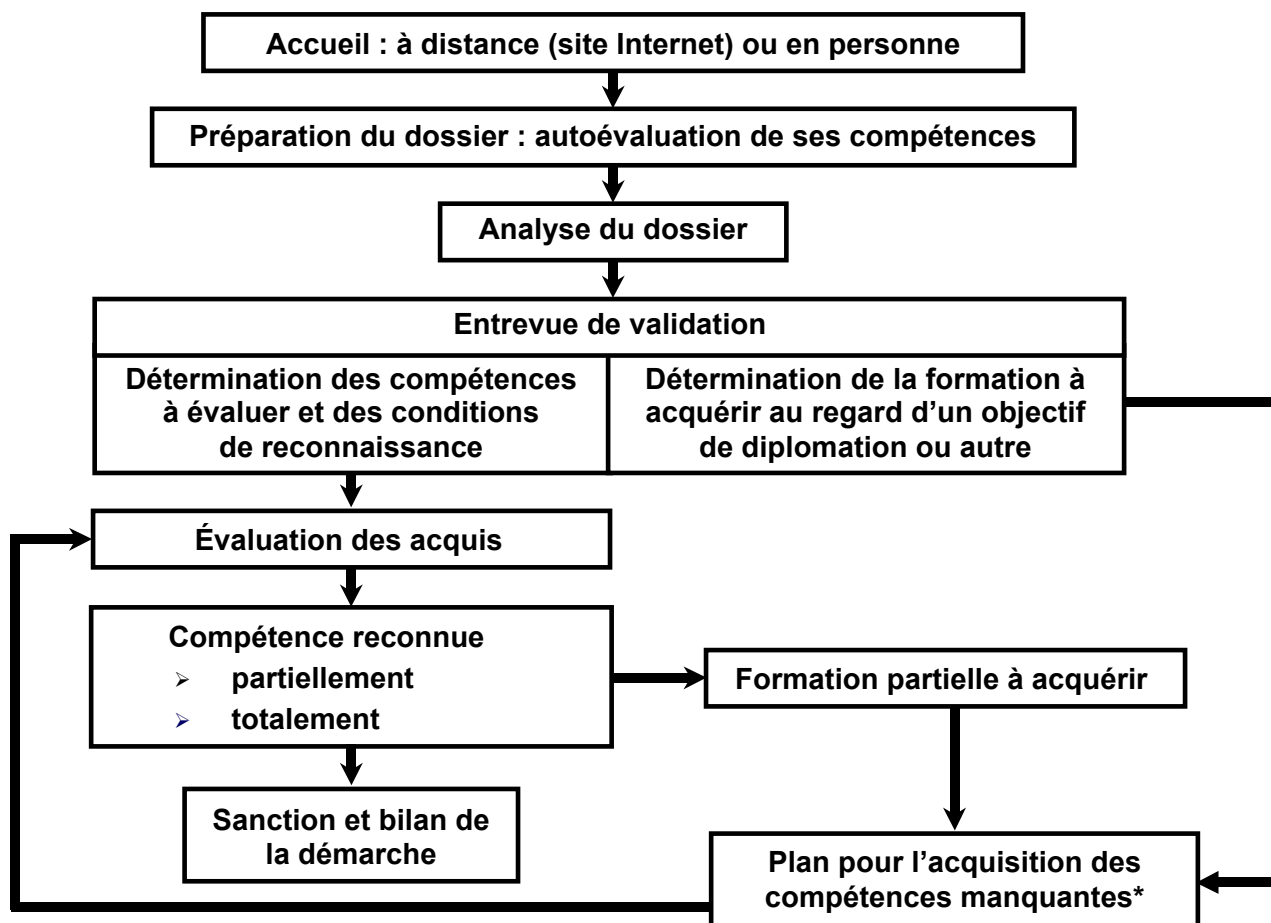 Accueil : à distance (site Internet) ou en personne
Préparation du dossier : autoévaluation de ses compétences
Analyse du dossier
Entrevue de validation
Détermination des compétences
à évaluer et des conditions
de reconnaissance
Détermination de la formation à
acquérir au regard d’un objectif
de diplomation ou autre
Évaluation des acquis
Compétence reconnue
➢ partiellement
➢ totalement
Formation partielle à acquérir
Sanction et bilan de
la démarche
Plan pour l’acquisition des
compétences manquantes*